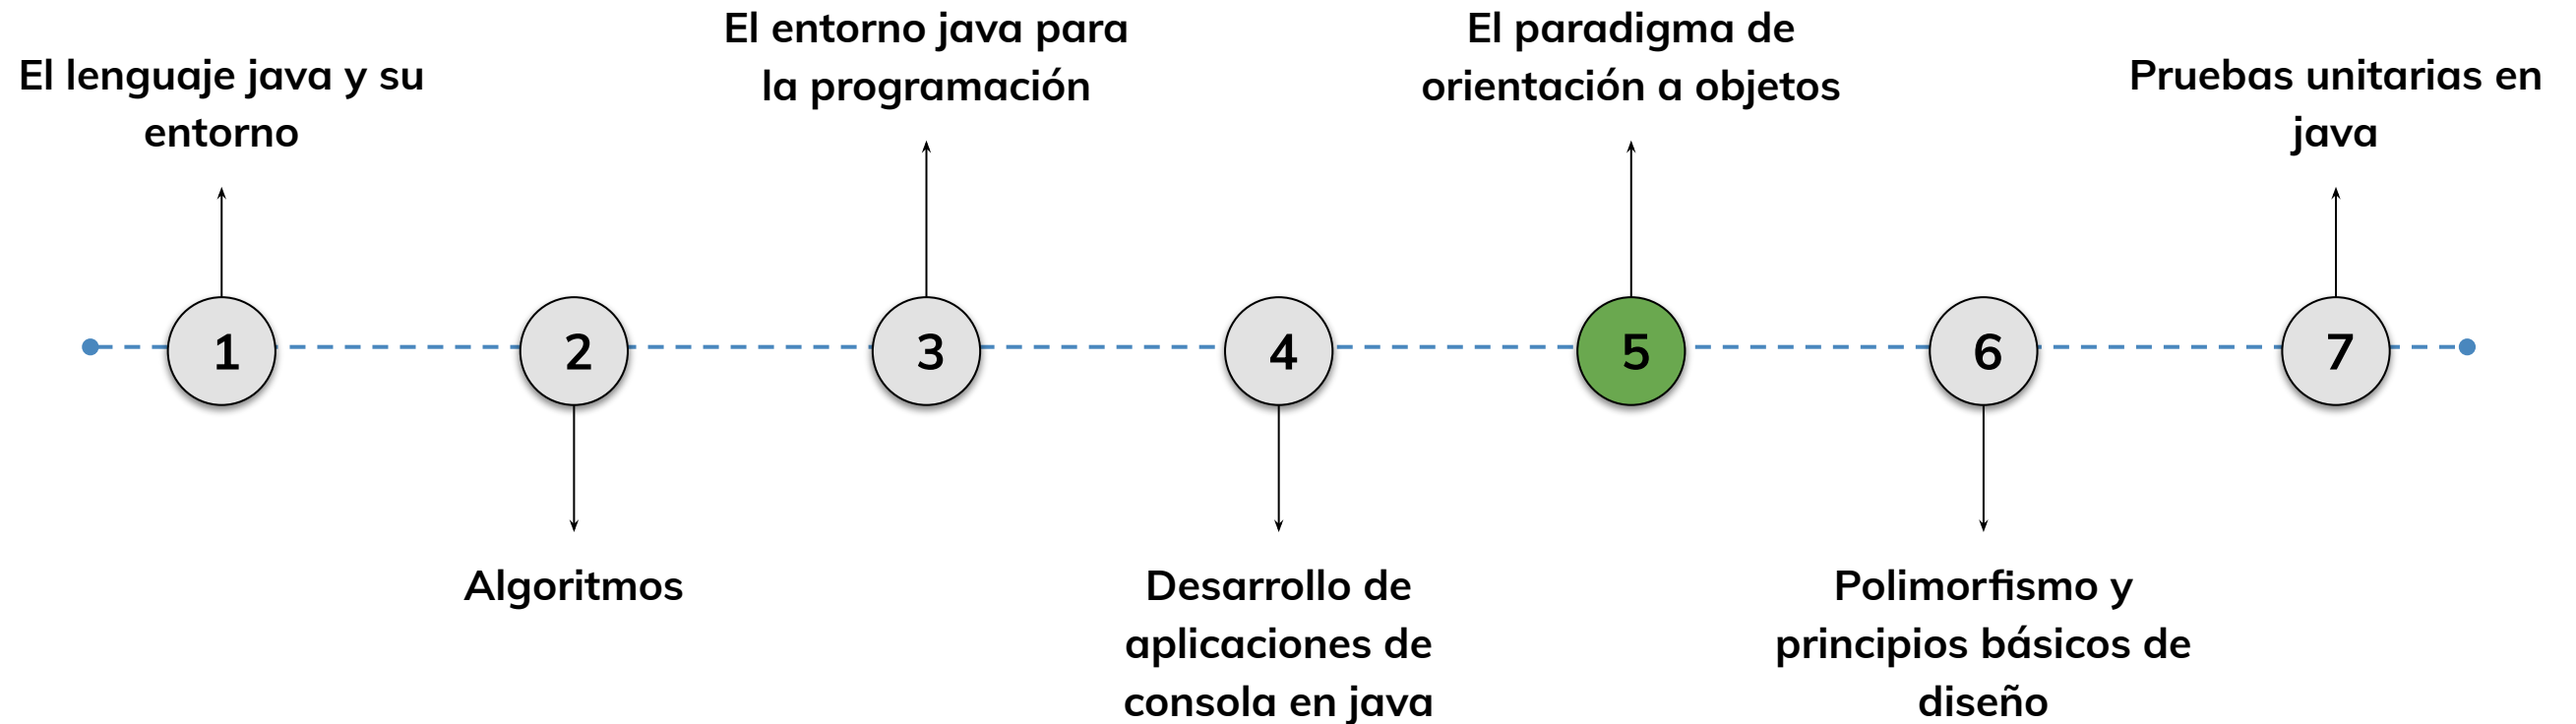 El lenguaje java y su
entorno
1
2
Algoritmos
El entorno java para
la programación
3
4
Desarrollo de
aplicaciones de
consola en java
El paradigma de
orientación a objetos
5
6
Polimorfismo y
principios básicos de
diseño
Pruebas unitarias en
java
7